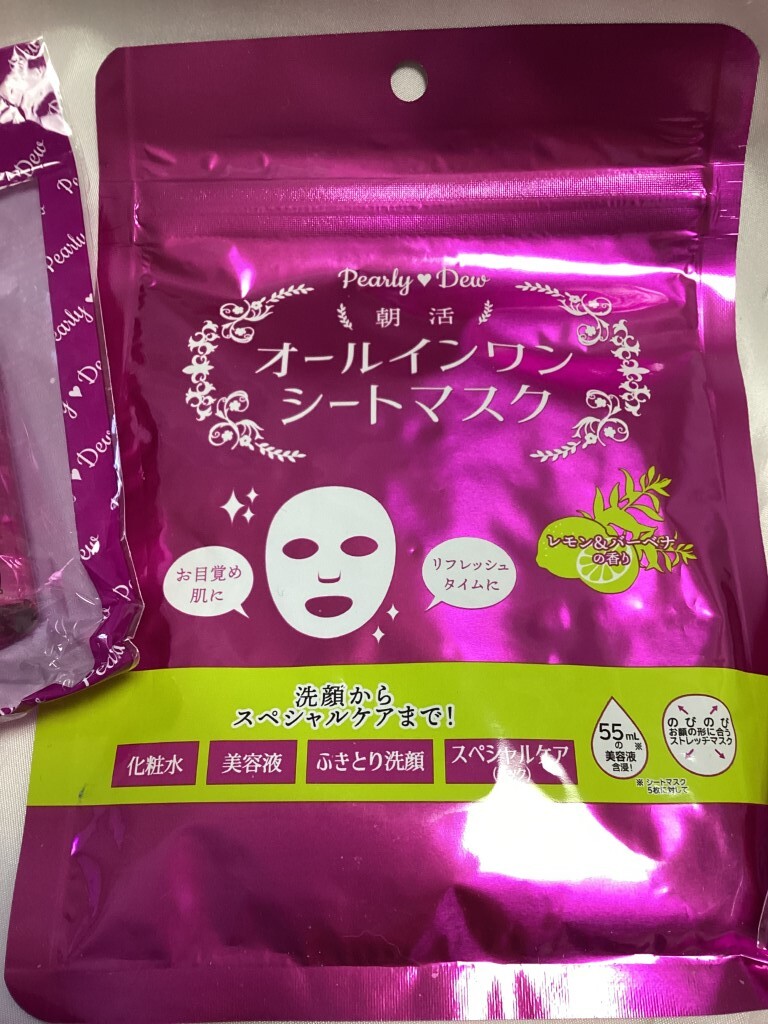 Pearly♥Dew
朝活
オールインワン
シートマスク
お目覚め
肌に
リフレッシュ
タイムに
レモン&バーベナ
の香り
洗顔から
スペシャルケアまで!
化粧水
美容液
ふきとり洗顔
スペシャルケア
55mL※
の
美容液
含浸!
のびのび
お顔の形に合う
ストレッチマスク
※シートマスク
5枚に対して
Dew
Pearly
Pearly♥
♥De
♥Dew
Pearly